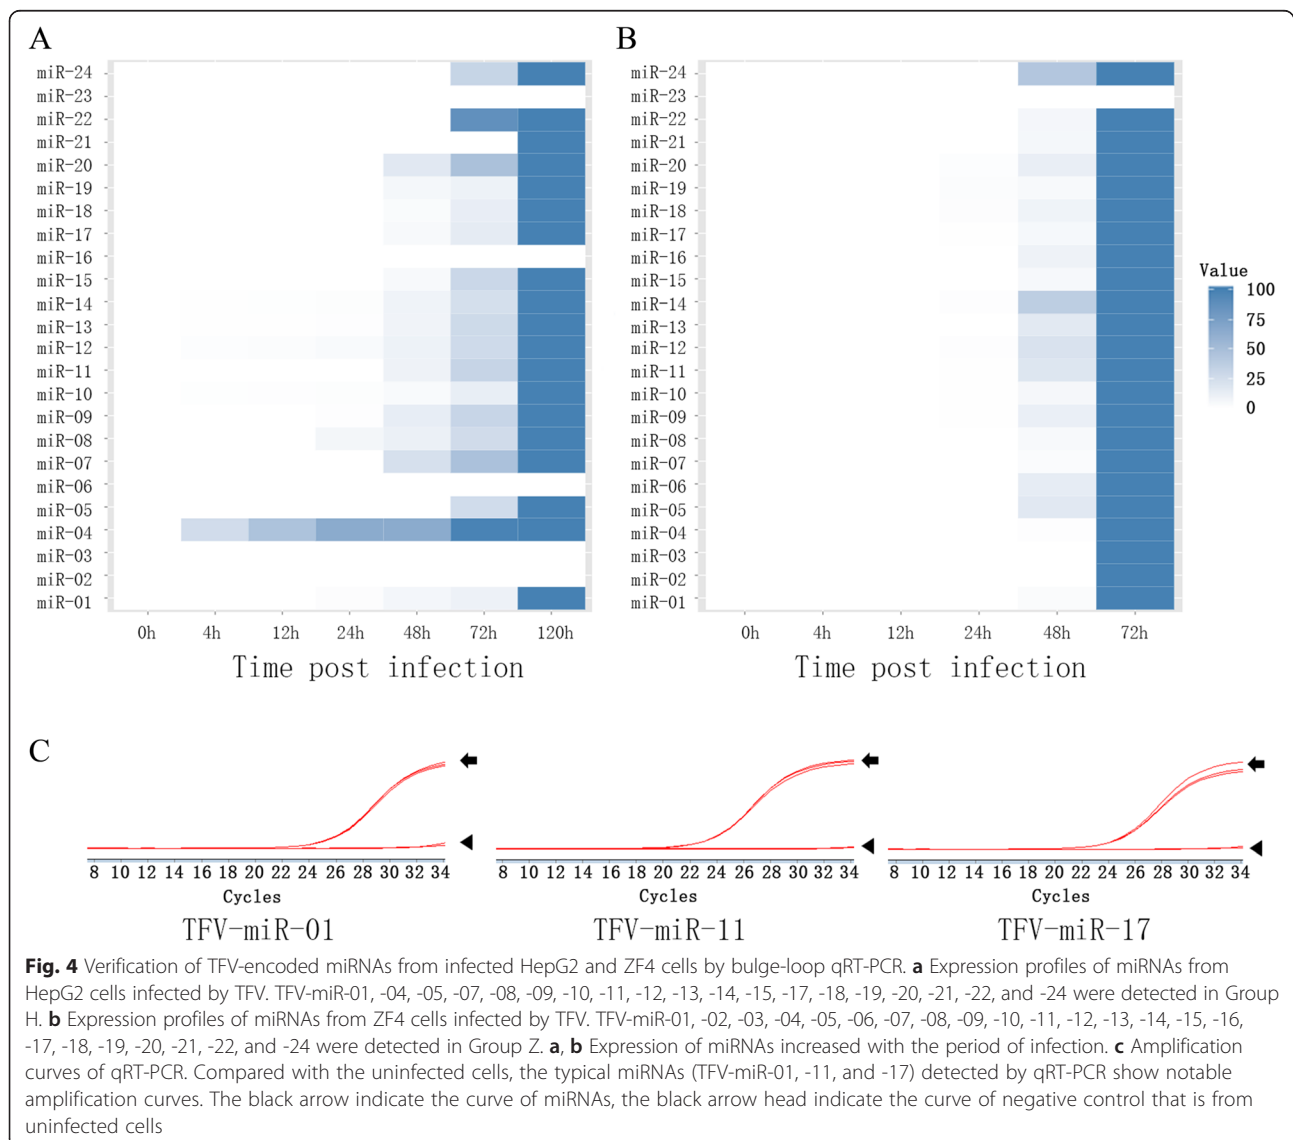 A
B
miR-24
miR-23
miR-22
miR-21
miR-20
miR-19
miR-18
miR-17
miR-16
miR-15
miR-14
miR-13
miR-12
miR-11
miR-10
miR-09
miR-08
miR-07
miR-06
miR-05
miR-04
miR-03
miR-02
miR-01
0h 4h 12h 24h 48h 72h 120h
Time post infection
miR-24
miR-23
miR-22
miR-21
miR-20
miR-19
miR-18
miR-17
miR-16
miR-15
miR-14
miR-13
miR-12
miR-11
miR-10
miR-09
miR-08
miR-07
miR-06
miR-05
miR-04
miR-03
miR-02
miR-01
0h 4h 12h 24h 48h 72h
Time post infection
Value
100
75
50
25
0
C
8 10 12 14 16 18 20 22 24 26 28 30 32 34
Cycles
TFV-miR-01
8 10 12 14 16 18 20 22 24 26 28 30 32 34
Cycles
TFV-miR-11
8 10 12 14 16 18 20 22 24 26 28 30 32 34
Cycles
TFV-miR-17
Fig. 4 Verification of TFV-encoded miRNAs from infected HepG2 and ZF4 cells by bulge-loop qRT-PCR. a Expression profiles of miRNAs from
HepG2 cells infected by TFV. TFV-miR-01, -04, -05, -07, -08, -09, -10, -11, -12, -13, -14, -15, -17, -18, -19, -20, -21, -22, and -24 were detected in Group
H. b Expression profiles of miRNAs from ZF4 cells infected by TFV. TFV-miR-01, -02, -03, -04, -05, -06, -07, -08, -09, -10, -11, -12, -13, -14, -15, -16,
-17, -18, -19, -20, -21, -22, and -24 were detected in Group Z. a, b Expression of miRNAs increased with the period of infection. c Amplification
curves of qRT-PCR. Compared with the uninfected cells, the typical miRNAs (TFV-miR-01, -11, and -17) detected by qRT-PCR show notable
amplification curves. The black arrow indicate the curve of miRNAs, the black arrow head indicate the curve of negative control that is from
uninfected cells